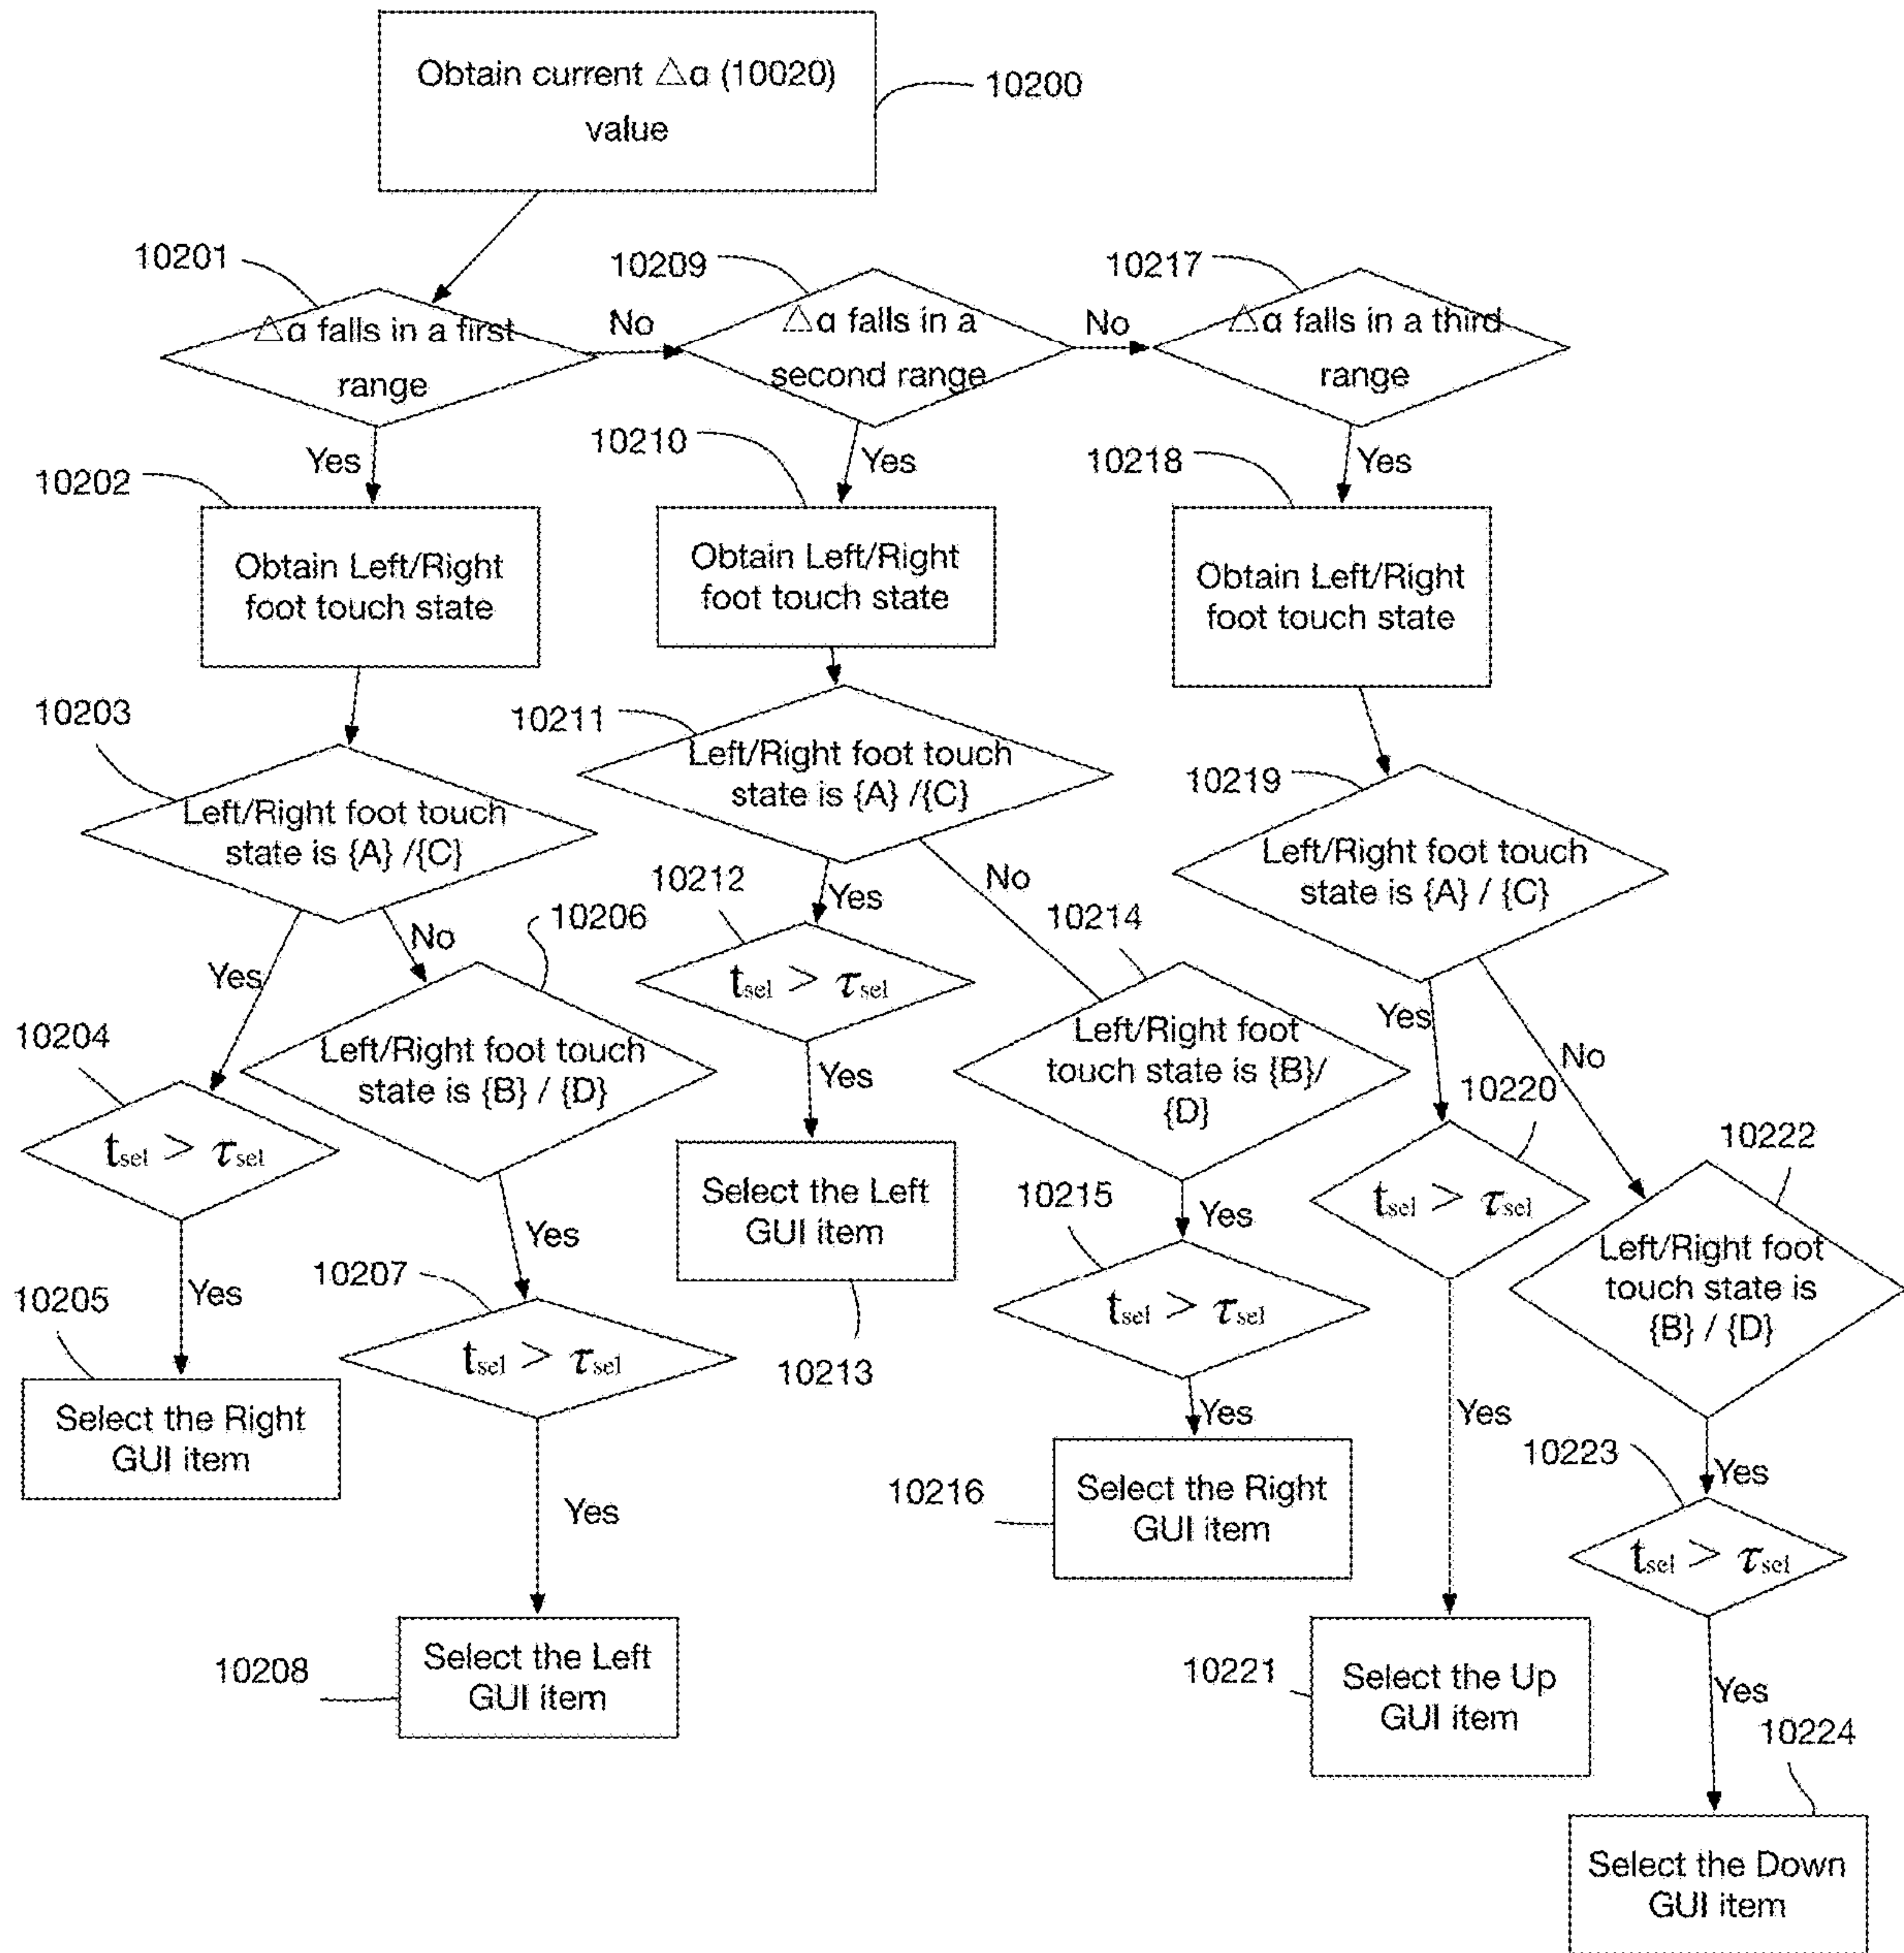 Obtain current △α (10020)
value
10200
10201
△α falls in a first
range
No
10209
△α falls in a
second range
No
10217
△α falls in a third
range
Yes
10202
Obtain Left/Right
foot touch state
10210
Yes
Obtain Left/Right
foot touch state
10218
Yes
Obtain Left/Right
foot touch state
10203
Left/Right foot touch
state is {A} /{C}
10211
Left/Right foot touch
state is {A} /{C}
10219
Left/Right foot touch
state is {A} / {C}
Yes
No
10206
10212
Yes
No
10214
Yes
No
10204
tsel > τsel
Left/Right foot touch
state is {B} / {D}
tsel > τsel
Left/Right foot
touch state is {B}/
{D}
10220
tsel > τsel
10222
Left/Right foot
touch state is
{B} / {D}
Yes
10205
Select the Right
GUI item
Yes
10207
tsel > τsel
Yes
Select the Left
GUI item
10213
10215
Yes
tsel > τsel
Yes
10216
Select the Right
GUI item
Yes
10223
Yes
tsel > τsel
Yes
10208
Select the Left
GUI item
10221
Select the Up
GUI item
Yes
10224
Select the Down
GUI item